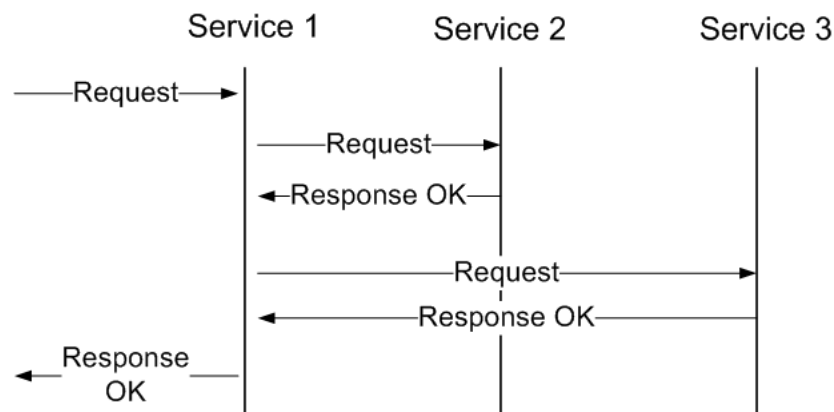 Service 1 Service 2 Service 3
Request
Request
Response OK
Request
Response OK
Response
OK